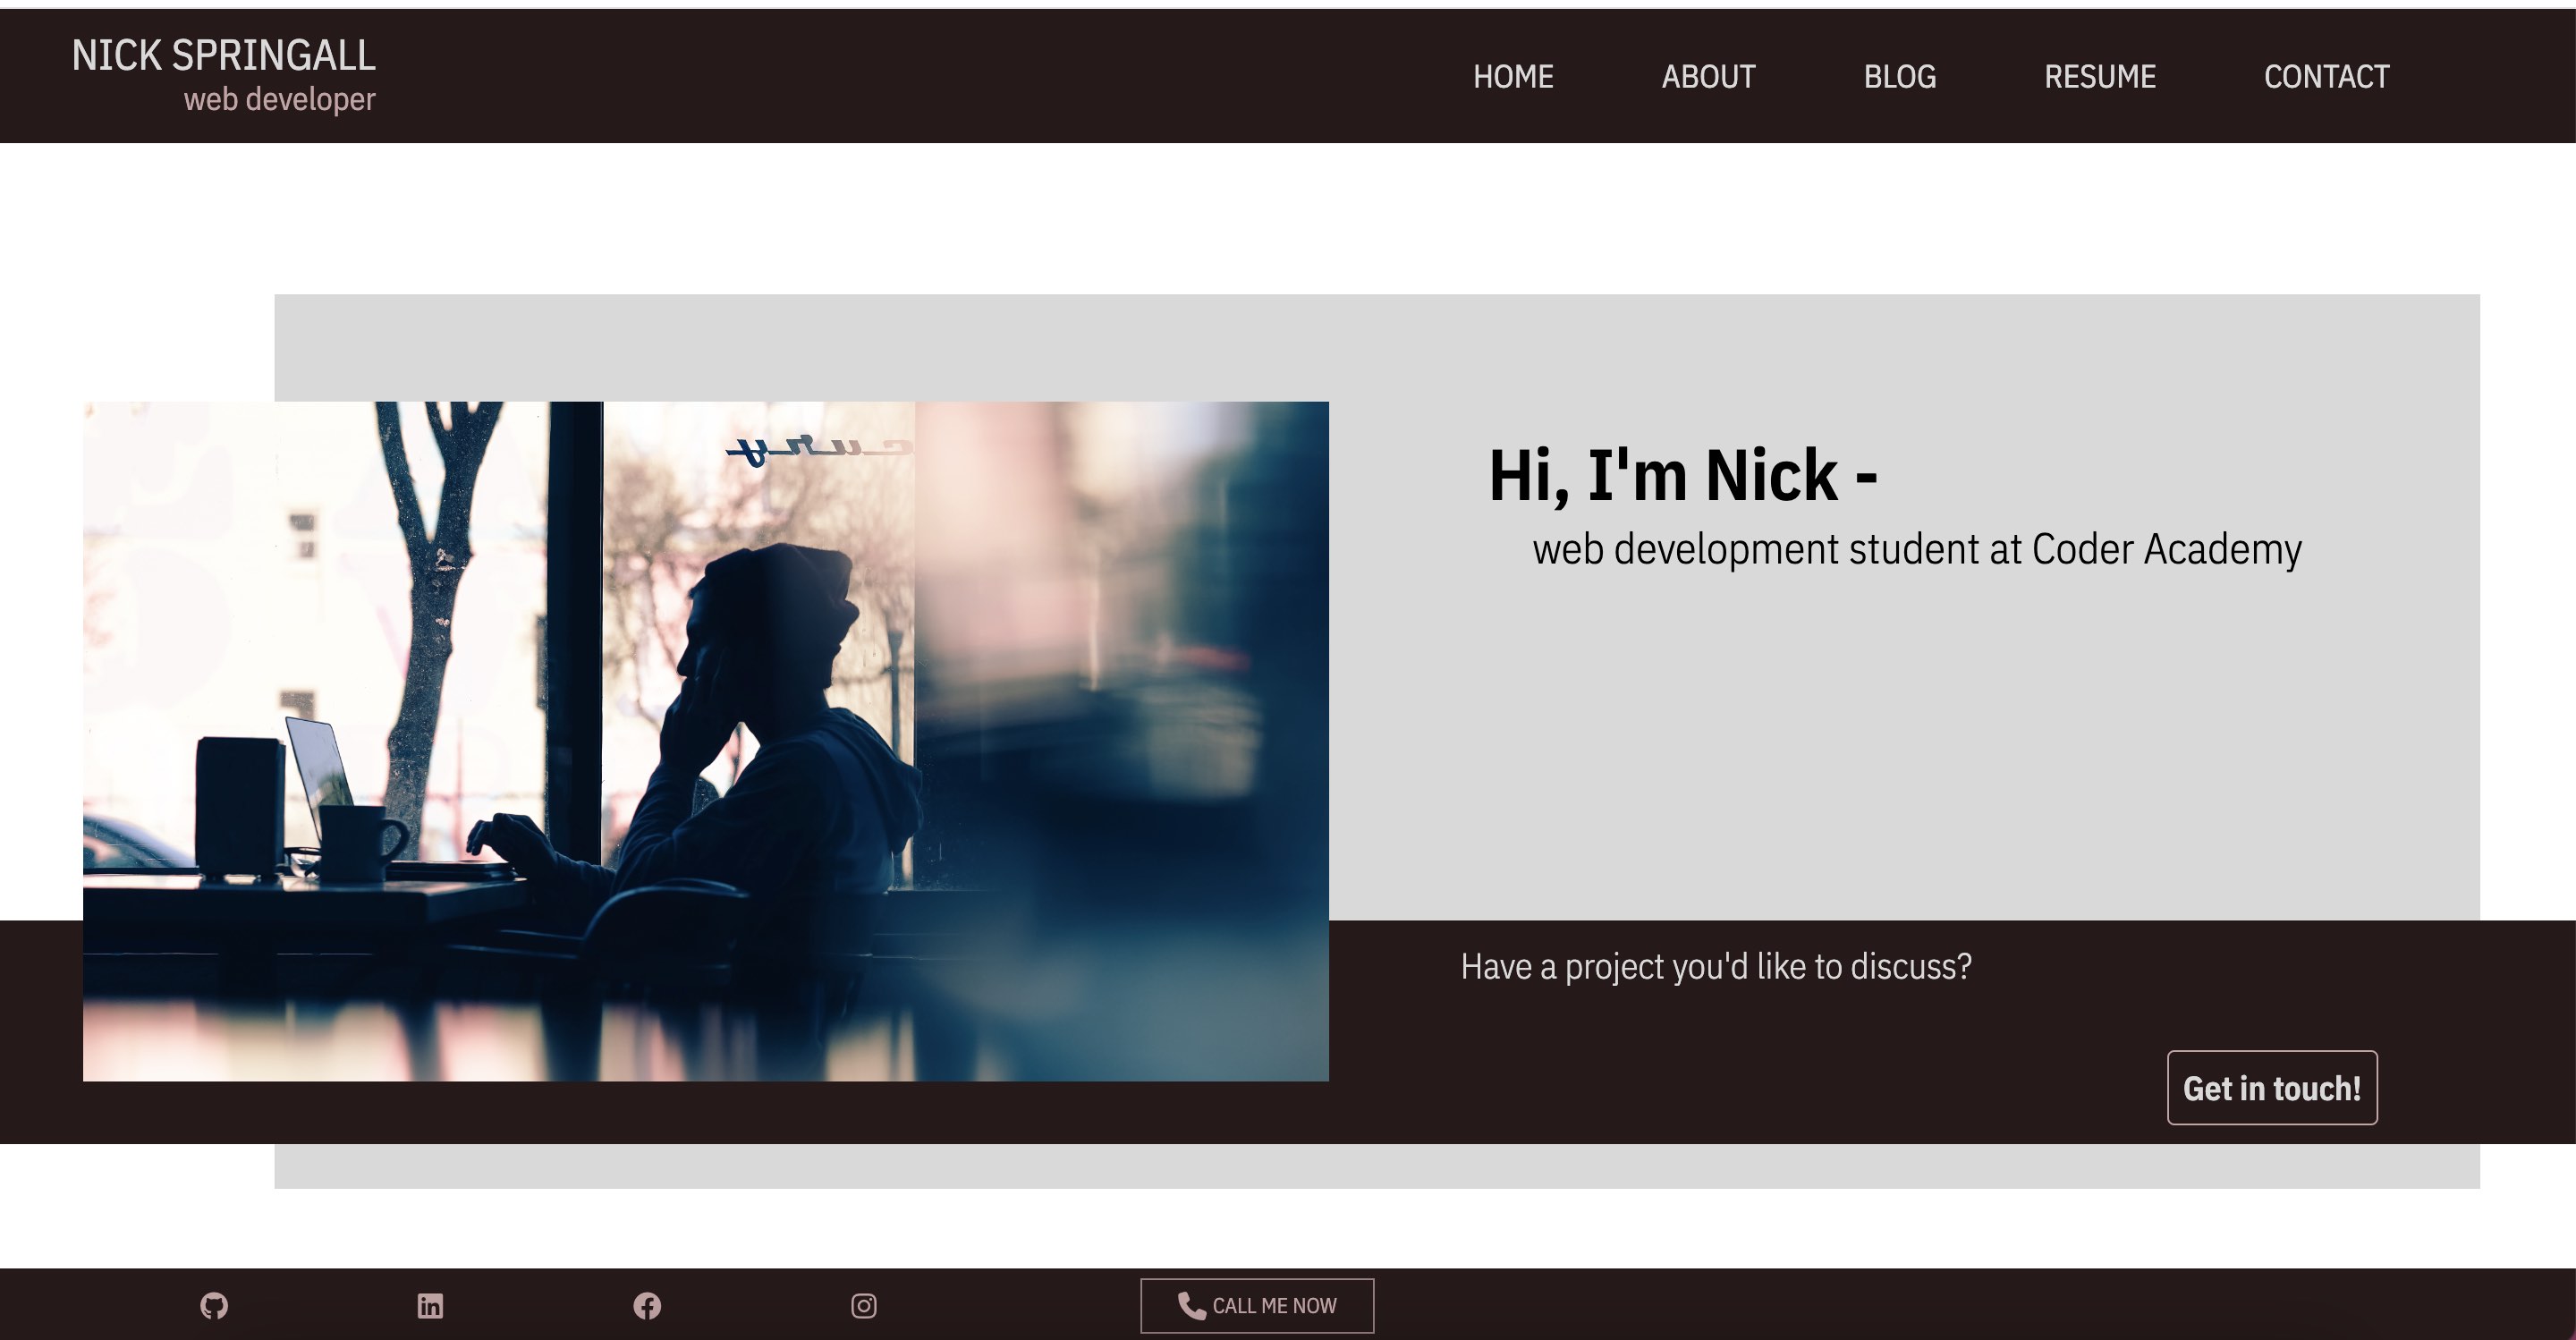 NICK SPRINGALL
web developer
HOME ABOUT BLOG RESUME CONTACT
Hi, I'm Nick -
web development student at Coder Academy
Have a project you'd like to discuss?
Get in touch!
CALL ME NOW